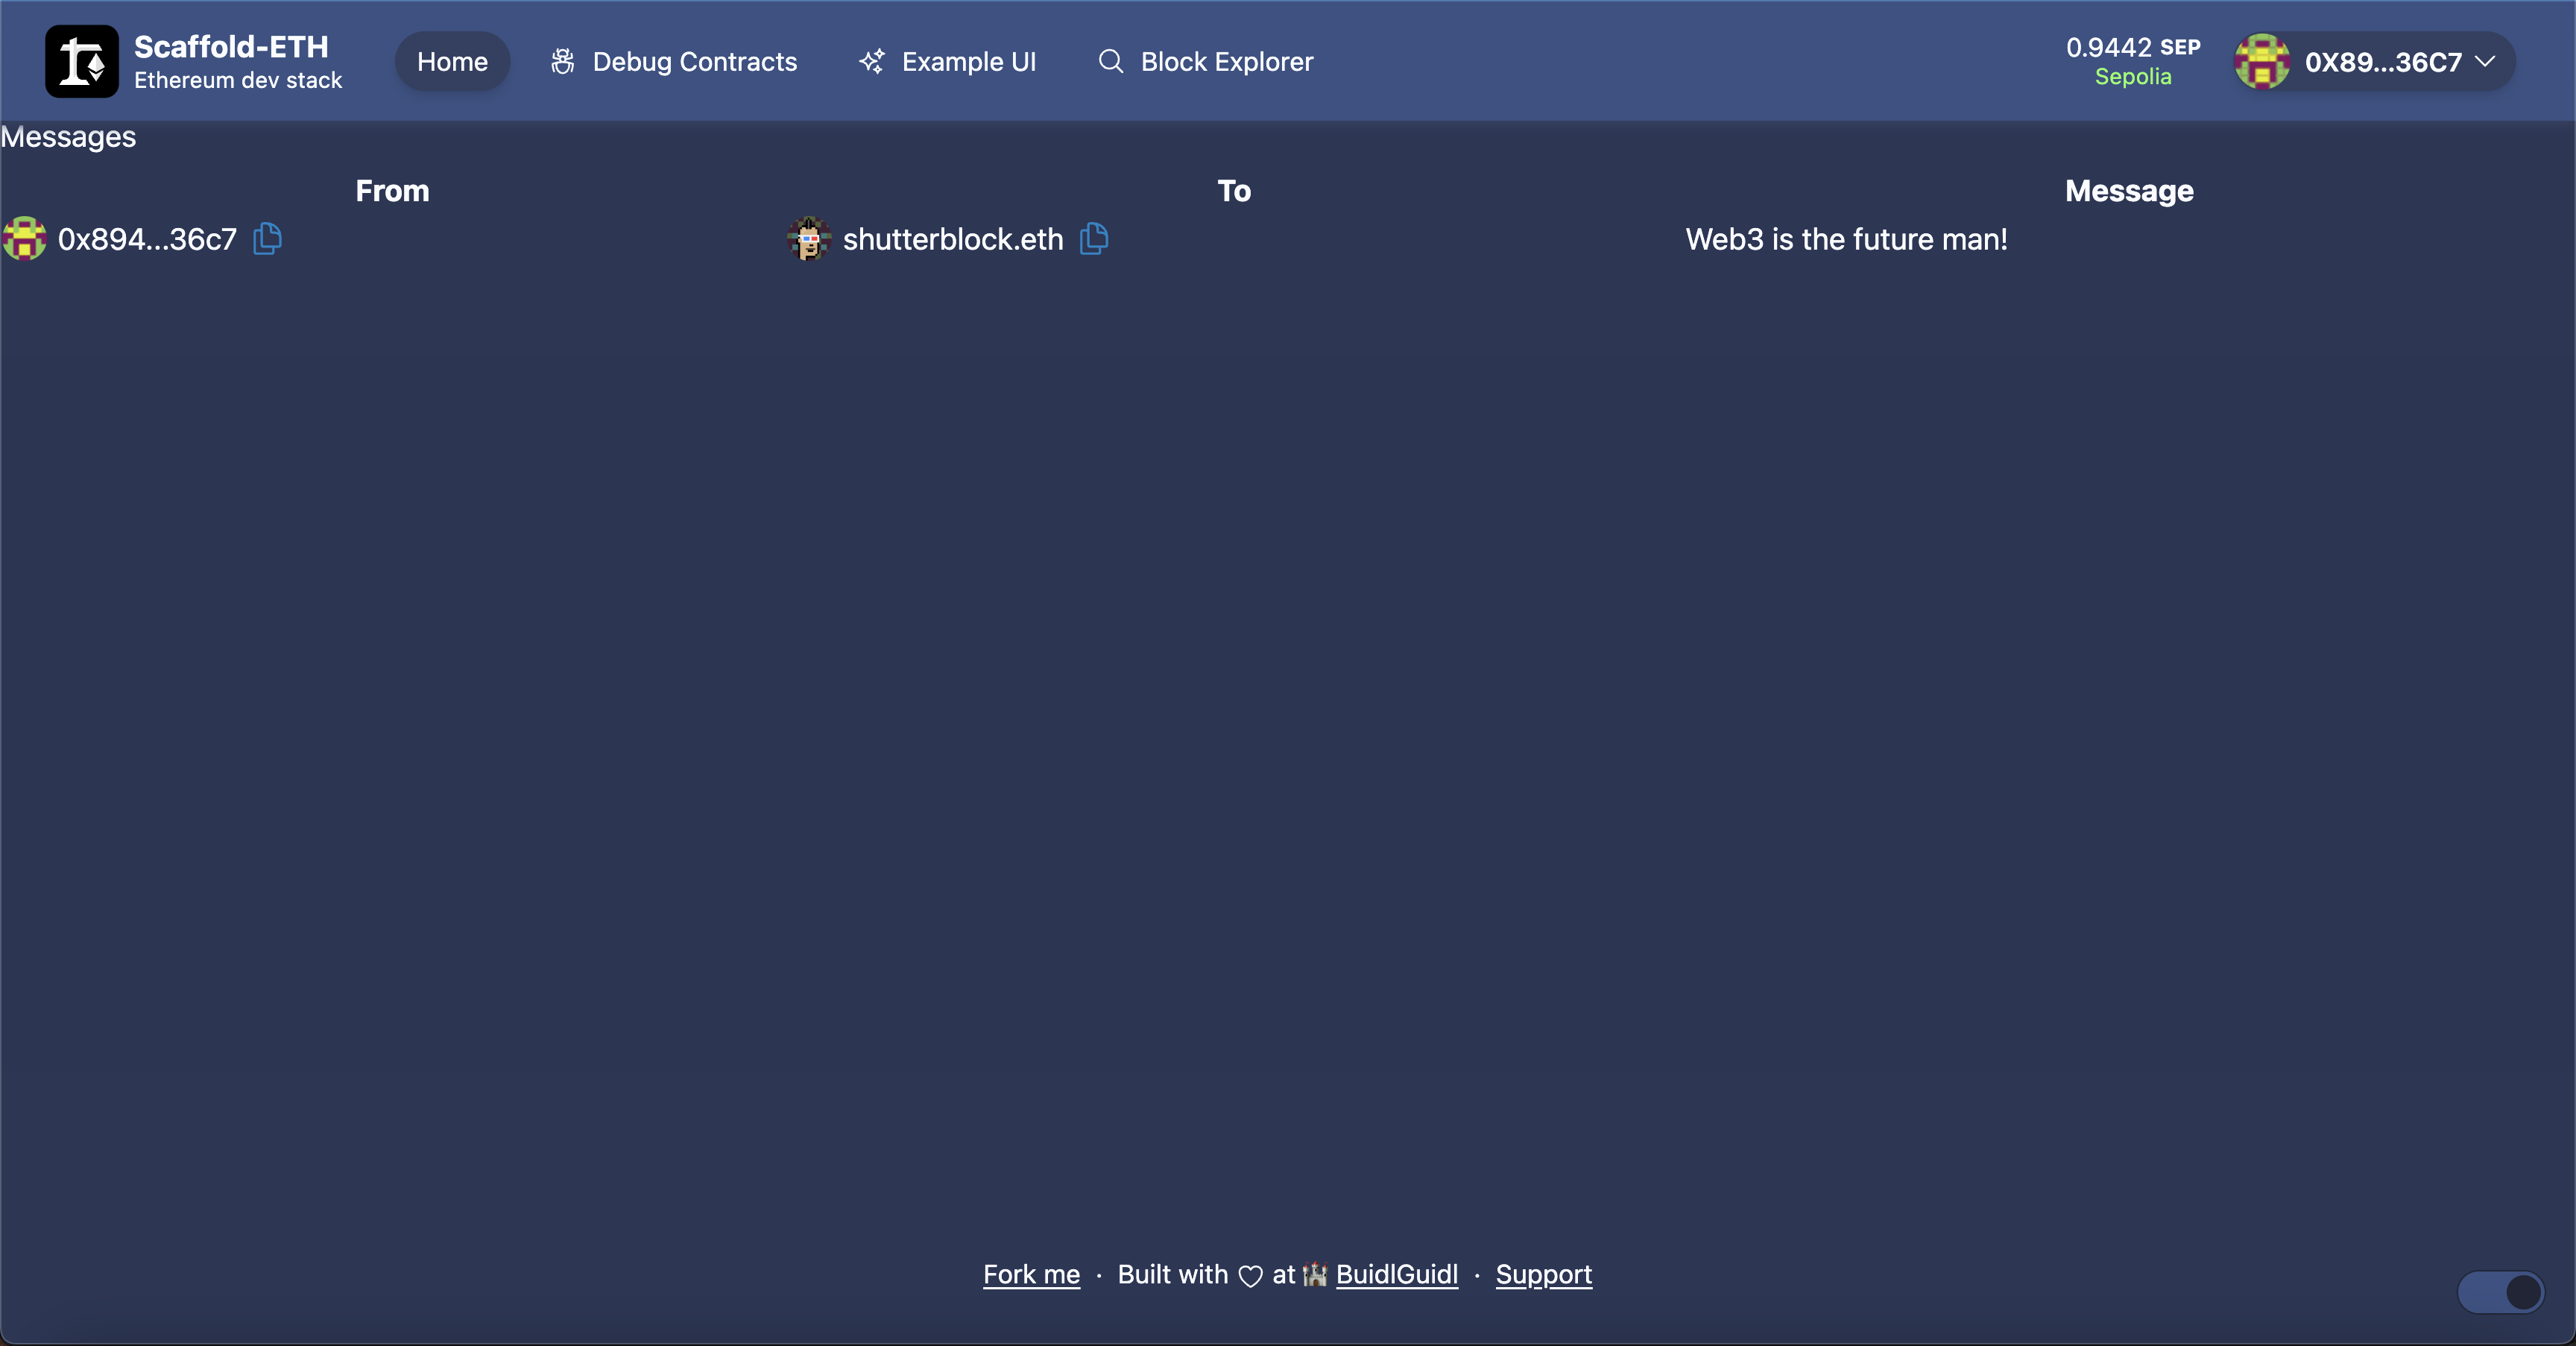 Scaffold-ETH
Ethereum dev stack
Home
Debug Contracts
Example UI
Block Explorer
0.9442 SEP
Sepolia
0X89...36C7
Messages
From To Message
0x894...36c7 shutterblock.eth Web3 is the future man!
Fork me · Built with ♡ at 🏰 BuidlGuidl · Support